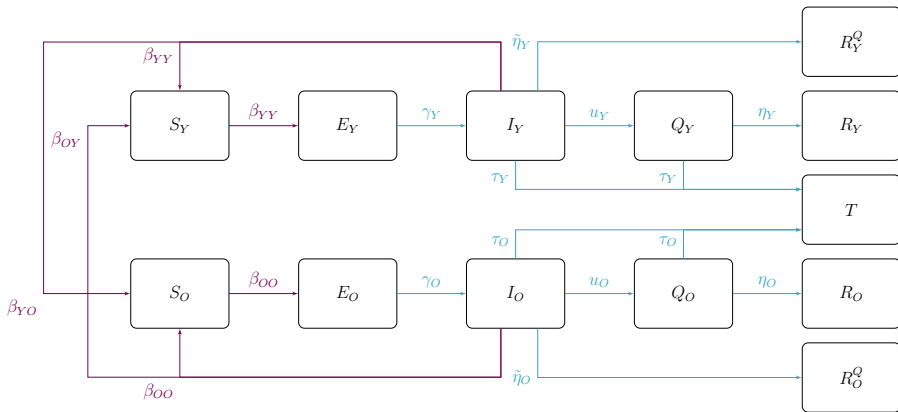 R_Y^Q
η̃_Y
β_YY
S_Y
β_YY
E_Y
γ_Y
I_Y
u_Y
Q_Y
η_Y
R_Y
β_OY
τ_Y
τ_Y
T
τ_O
τ_O
S_O
β_OO
E_O
γ_O
I_O
u_O
Q_O
η_O
R_O
β_YO
β_OO
η̃_O
R_O^Q